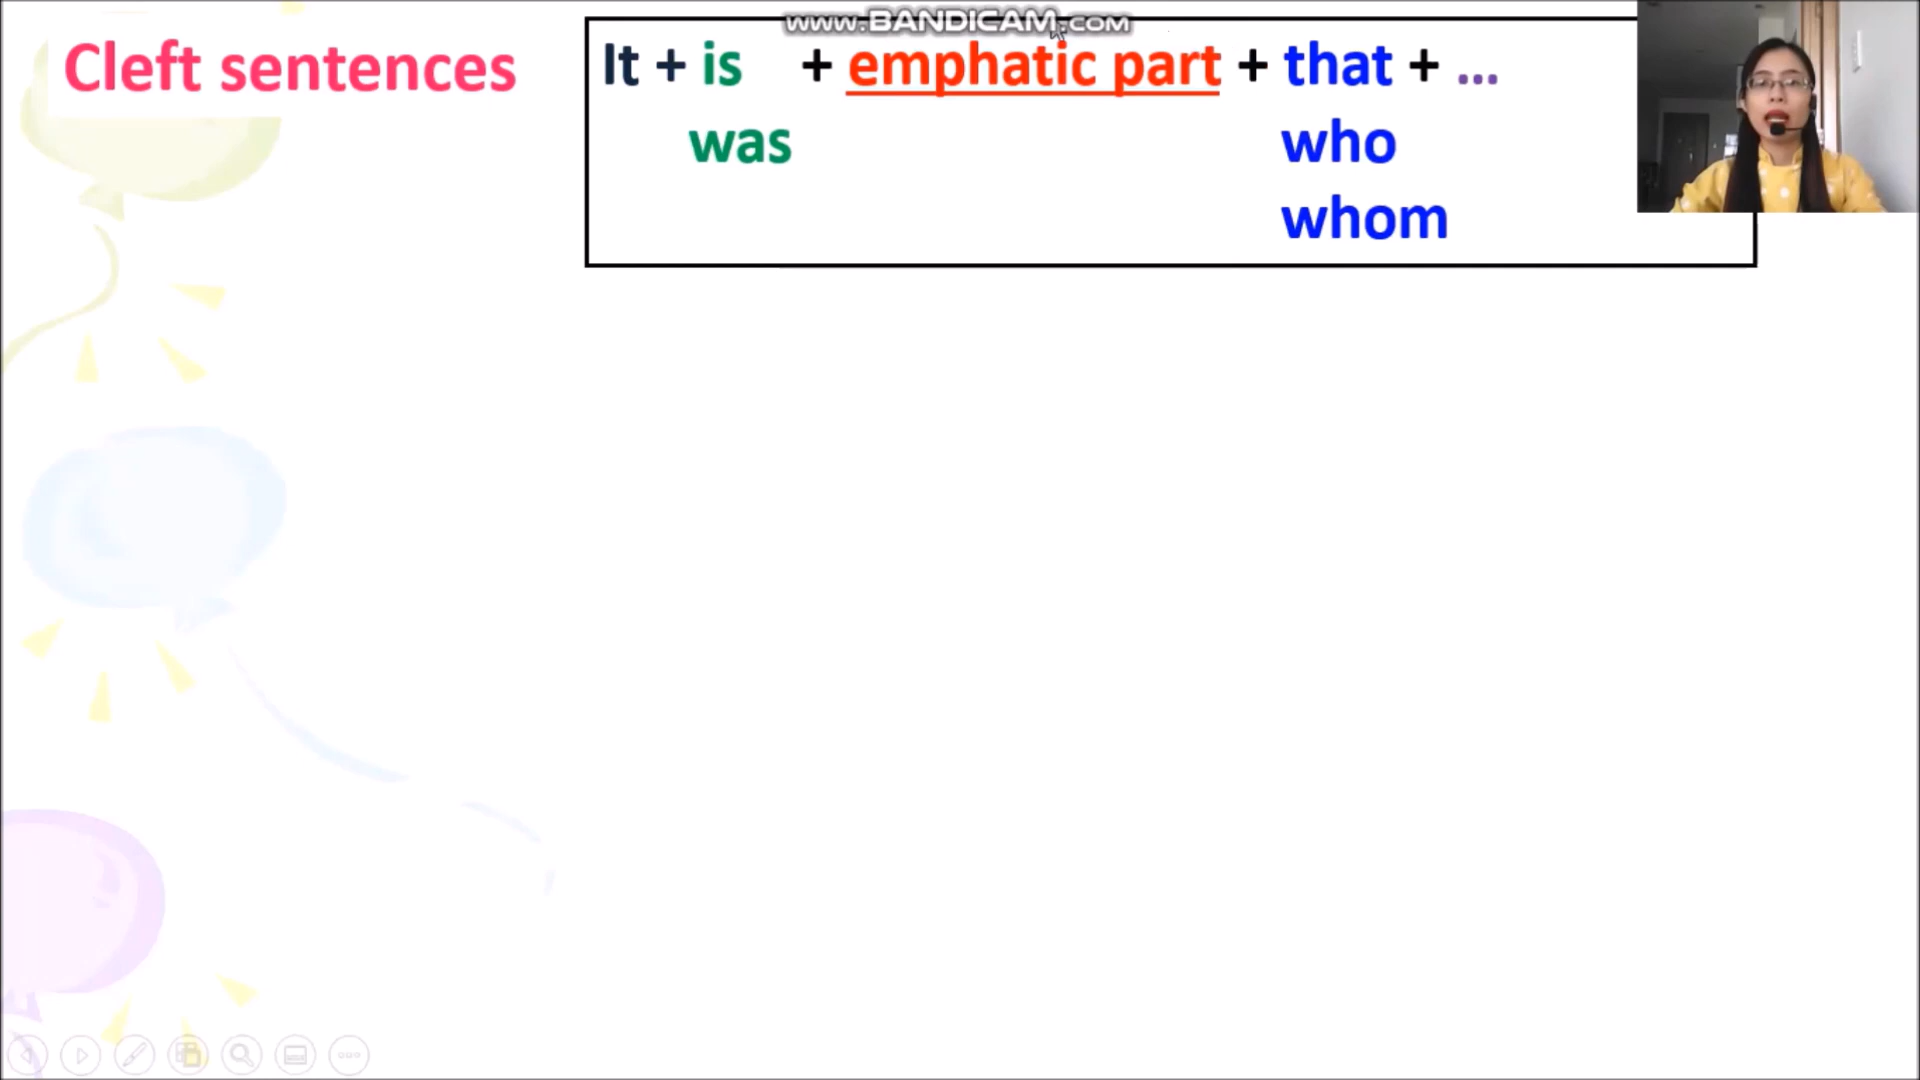 www.BANDICAM.com
Cleft sentences
It + is + emphatic part + that + ...
was who
whom